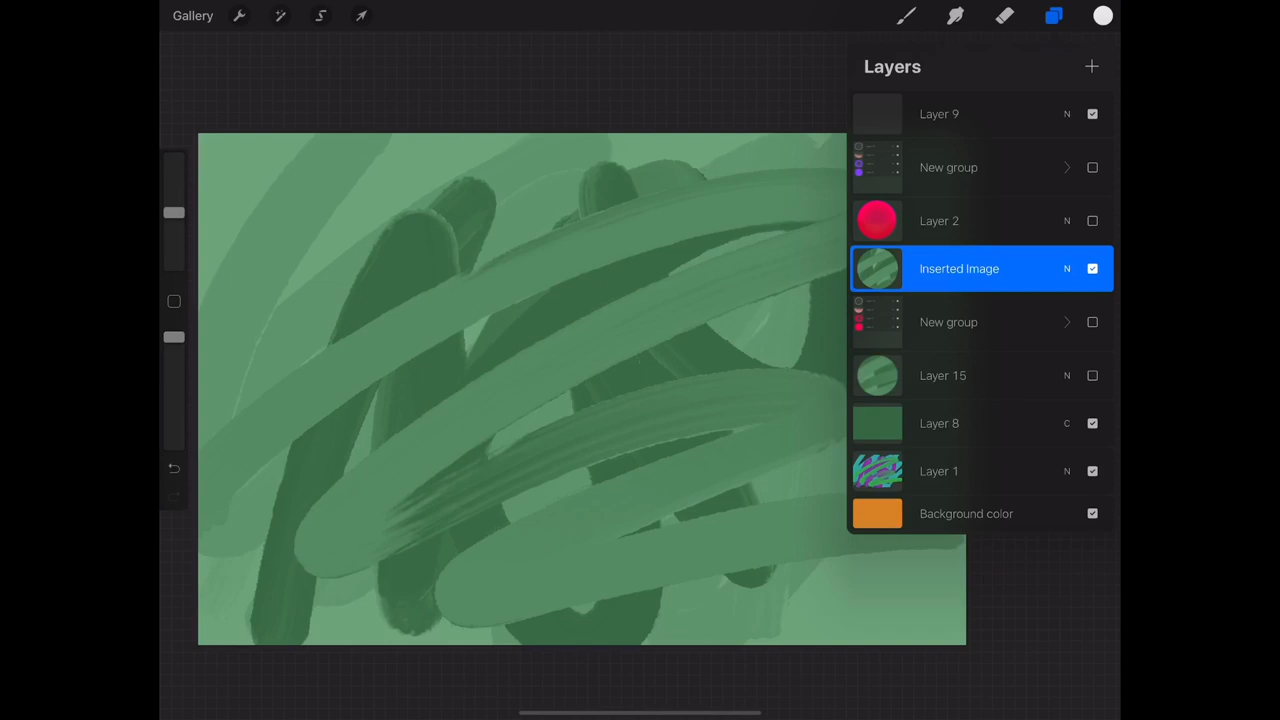 Gallery
Layers
Layer 9 N
New group
Layer 2 N
Inserted Image N
New group
Layer 15 N
Layer 8 C
Layer 1 N
Background color